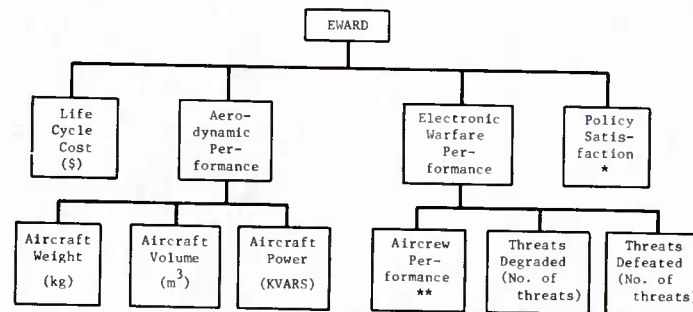 EWARD
Life
Cycle
Cost
($)
Aero-
dynamic
Per-
formance
Electronic
Warfare
Per-
formance
Policy
Satis-
faction
*
Aircraft
Weight
(kg)
Aircraft
Volume
(m³)
Aircraft
Power
(KVARS)
Aircrew
Per-
formance
**
Threats
Degraded
(No. of
threats)
Threats
Defeated
(No. of
threats)